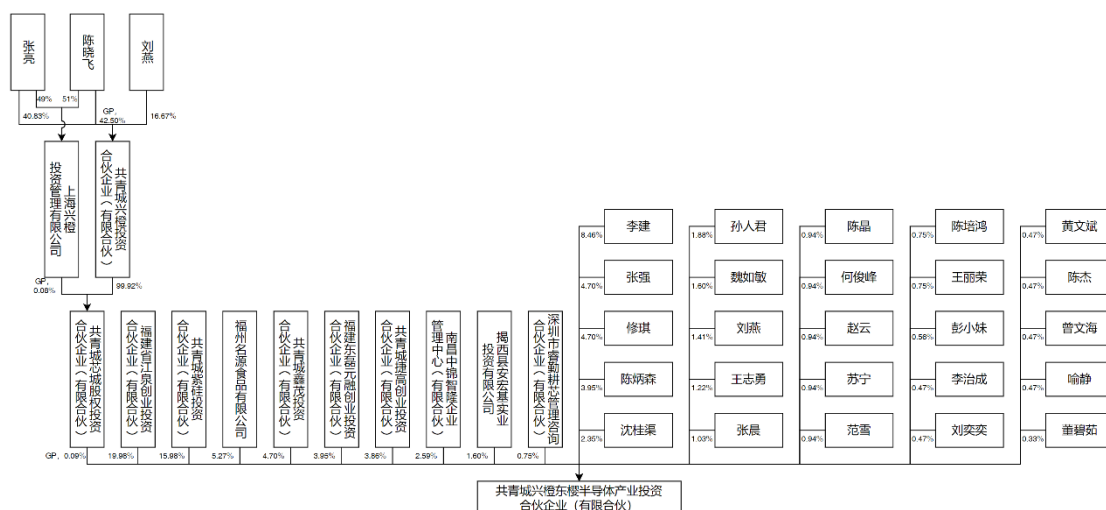 张亮
陈晓飞
刘燕
49%
51%
40.83%
GP,
42.50%
16.67%
上海兴橙
投资管理有限公司
共青城兴橙投资
合伙企业（有限合伙）
GP,
0.08%
99.92%
共青城芯城股权投资
合伙企业（有限合伙）
福建省江泉创业投资
合伙企业（有限合伙）
共青城紫硅投资
合伙企业（有限合伙）
福州名源食品有限公司
共青城鑫茂投资
合伙企业（有限合伙）
福建东磊元融创业投资
合伙企业（有限合伙）
共青城捷高创业投资
合伙企业（有限合伙）
南昌中锦智隆企业
管理中心（有限合伙）
揭西县安宏基实业
投资有限公司
深圳市睿勤耕芯管理咨询
合伙企业（有限合伙）
GP, 0.09%
19.98%
15.98%
5.27%
4.70%
3.95%
3.86%
2.59%
1.60%
0.75%
8.46%
李建
1.88%
孙人君
0.94%
陈晶
0.75%
陈培鸿
0.47%
黄文斌
4.70%
张强
1.60%
魏如敏
0.94%
何俊峰
0.75%
王丽荣
0.47%
陈杰
4.70%
修琪
1.41%
刘燕
0.94%
赵云
0.56%
彭小妹
0.47%
曾文海
3.95%
陈炳森
1.22%
王志勇
0.94%
苏宁
0.47%
李治成
0.47%
喻静
2.35%
沈桂渠
1.03%
张晨
0.94%
范雪
0.47%
刘奕奕
0.33%
董碧茹
共青城兴橙东樱半导体产业投资
合伙企业（有限合伙）